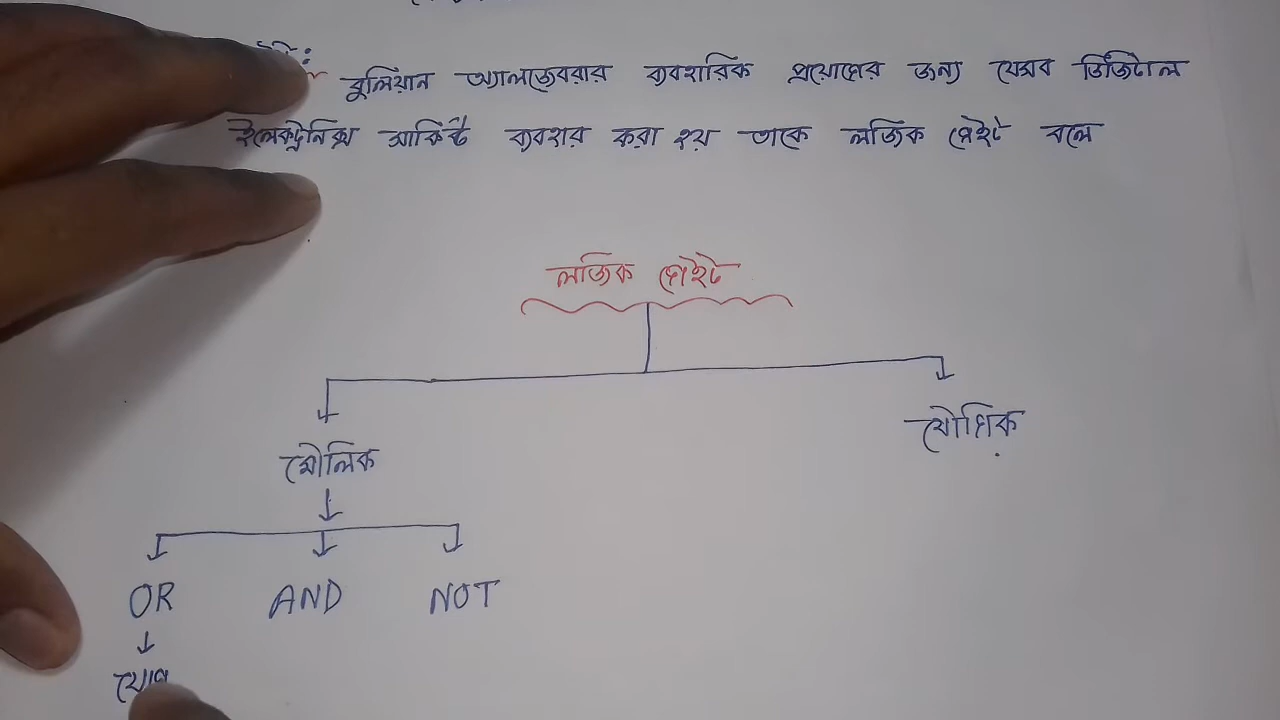 বুলিয়ান অ্যালজেবরার ব্যবহারিক প্রয়োগের জন্য যেসব ডিজিটাল
ইলেকট্রনিক্স সার্কিট ব্যবহার করা হয় তাকে লজিক গেইট বলে
লজিক গেইট
মৌলিক যৌগিক
OR AND NOT
যোগ